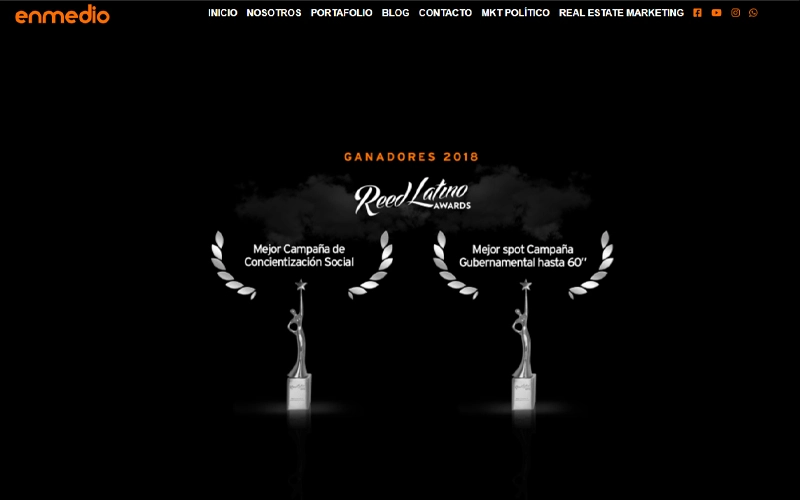 enmedio
INICIO NOSOTROS PORTAFOLIO BLOG CONTACTO MKT POLÍTICO REAL ESTATE MARKETING
GANADORES 2018
Reed Latino
AWARDS
Mejor Campaña de
Concientización Social
Mejor spot Campaña
Gubernamental hasta 60"